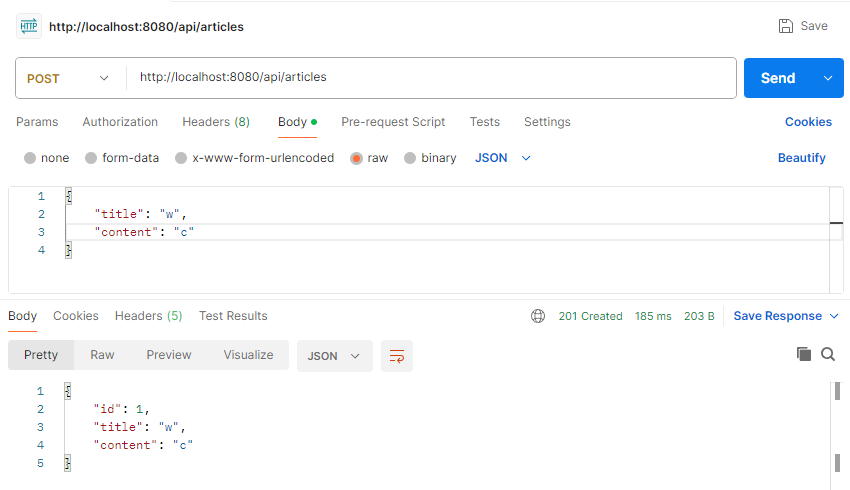 HTTP http://localhost:8080/api/articles Save
POST http://localhost:8080/api/articles Send
Params Authorization Headers (8) Body Pre-request Script Tests Settings Cookies
none form-data x-www-form-urlencoded raw binary JSON Beautify
1 {
2 "title": "w",
3 "content": "c"
4 }
Body Cookies Headers (5) Test Results 201 Created 185 ms 203 B Save Response
Pretty Raw Preview Visualize JSON
1 {
2 "id": 1,
3 "title": "w",
4 "content": "c"
5 }